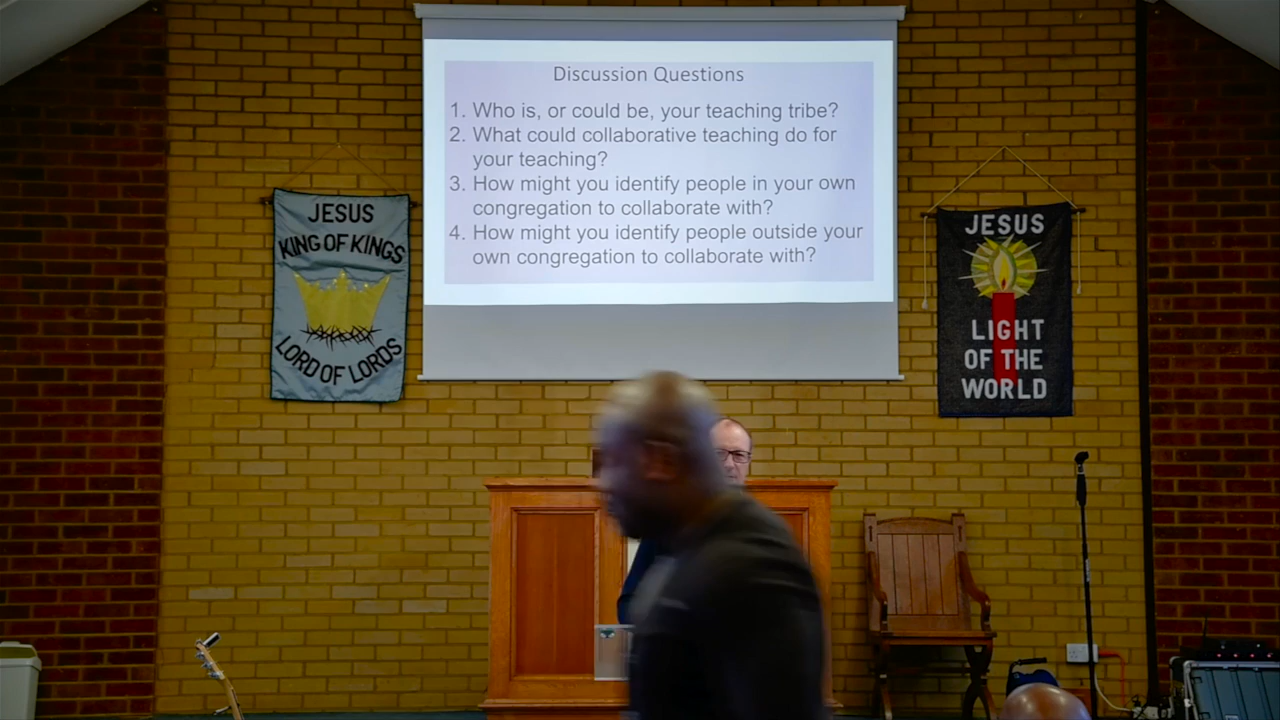 Discussion Questions
1. Who is, or could be, your teaching tribe?
2. What could collaborative teaching do for
your teaching?
3. How might you identify people in your own
congregation to collaborate with?
4. How might you identify people outside your
own congregation to collaborate with?
JESUS
KING OF KINGS
LORD OF LORDS
JESUS
LIGHT
OF THE
WORLD